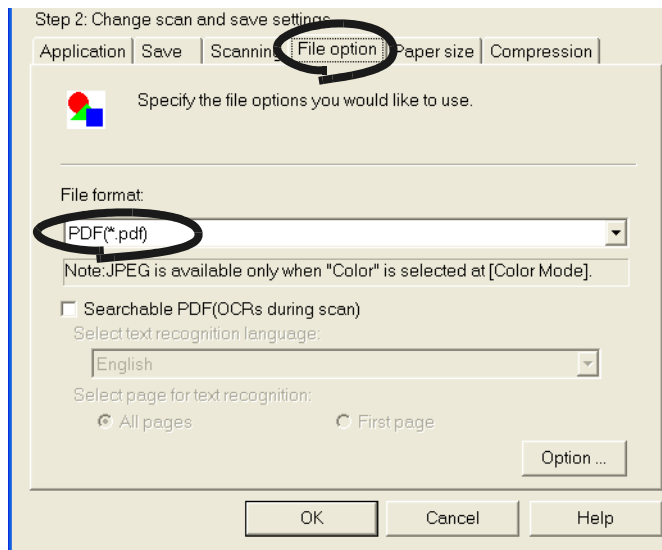 Step 2: Change scan and save settings
Application Save Scanning File option Paper size Compression
Specify the file options you would like to use.
File format:
PDF(*.pdf)
Note:JPEG is available only when "Color" is selected at [Color Mode].
Searchable PDF(OCRs during scan)
Select text recognition language:
English
Select page for text recognition:
All pages First page
Option ...
OK Cancel Help